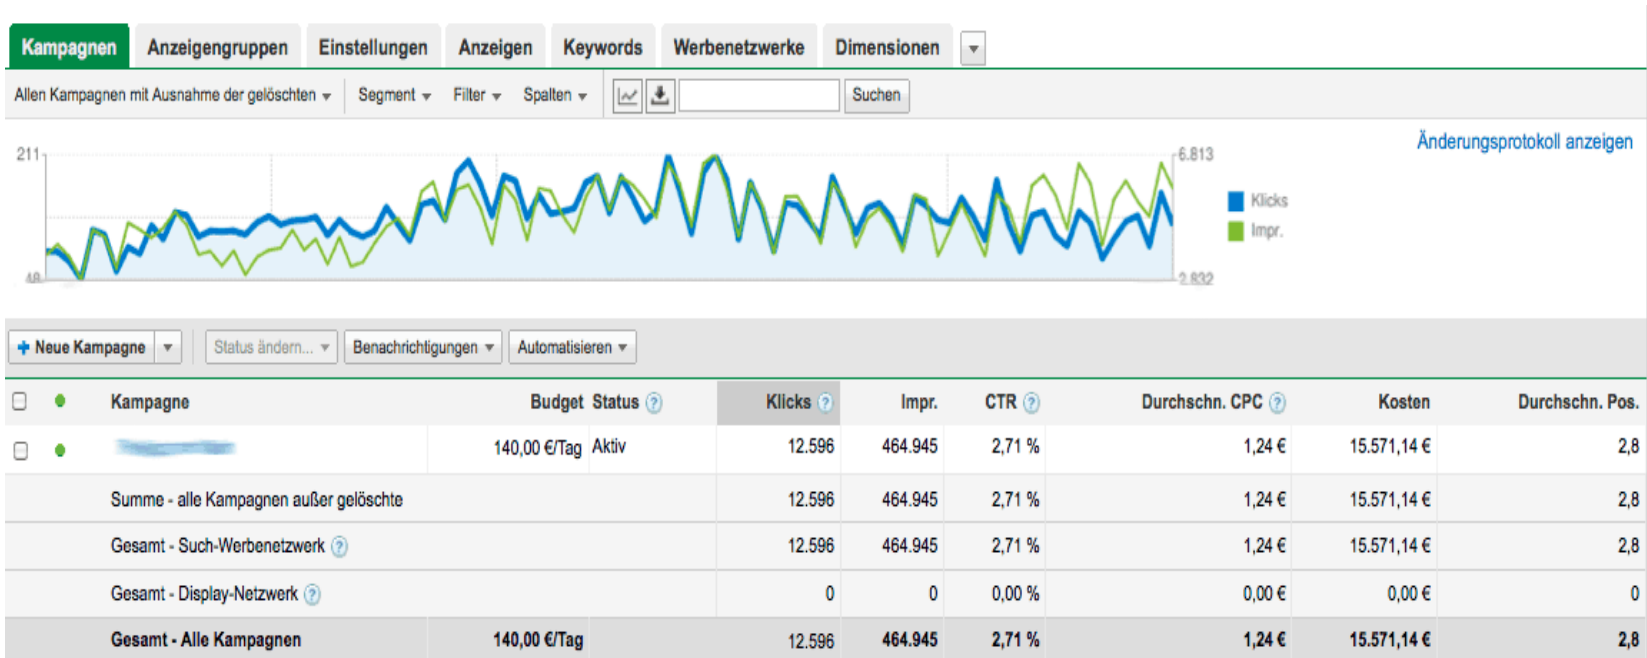 Kampagnen Anzeigengruppen Einstellungen Anzeigen Keywords Werbenetzwerke Dimensionen
Allen Kampagnen mit Ausnahme der gelöschten Segment Filter Spalten Suchen
Änderungsprotokoll anzeigen
211 6.813
Klicks
Impr.
48 2.832
+ Neue Kampagne Status ändern... Benachrichtigungen Automatisieren
Kampagne Budget Status ? Klicks ? Impr. CTR ? Durchschn. CPC ? Kosten Durchschn. Pos.
140,00 €/Tag Aktiv 12.596 464.945 2,71 % 1,24 € 15.571,14 € 2,8
Summe - alle Kampagnen außer gelöschte 12.596 464.945 2,71 % 1,24 € 15.571,14 € 2,8
Gesamt - Such-Werbenetzwerk ? 12.596 464.945 2,71 % 1,24 € 15.571,14 € 2,8
Gesamt - Display-Netzwerk ? 0 0 0,00 % 0,00 € 0,00 € 0
Gesamt - Alle Kampagnen 140,00 €/Tag 12.596 464.945 2,71 % 1,24 € 15.571,14 € 2,8